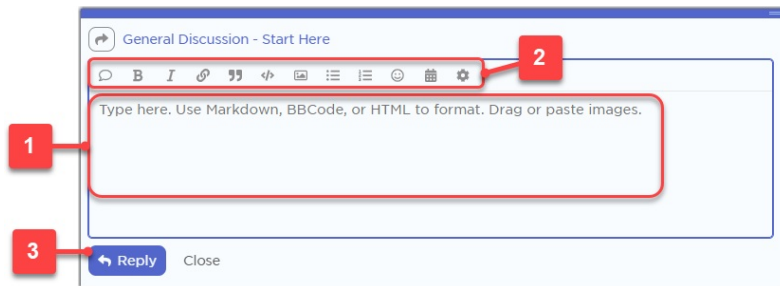 General Discussion - Start Here
2
B I
Type here. Use Markdown, BBCode, or HTML to format. Drag or paste images.
1
3
Reply Close